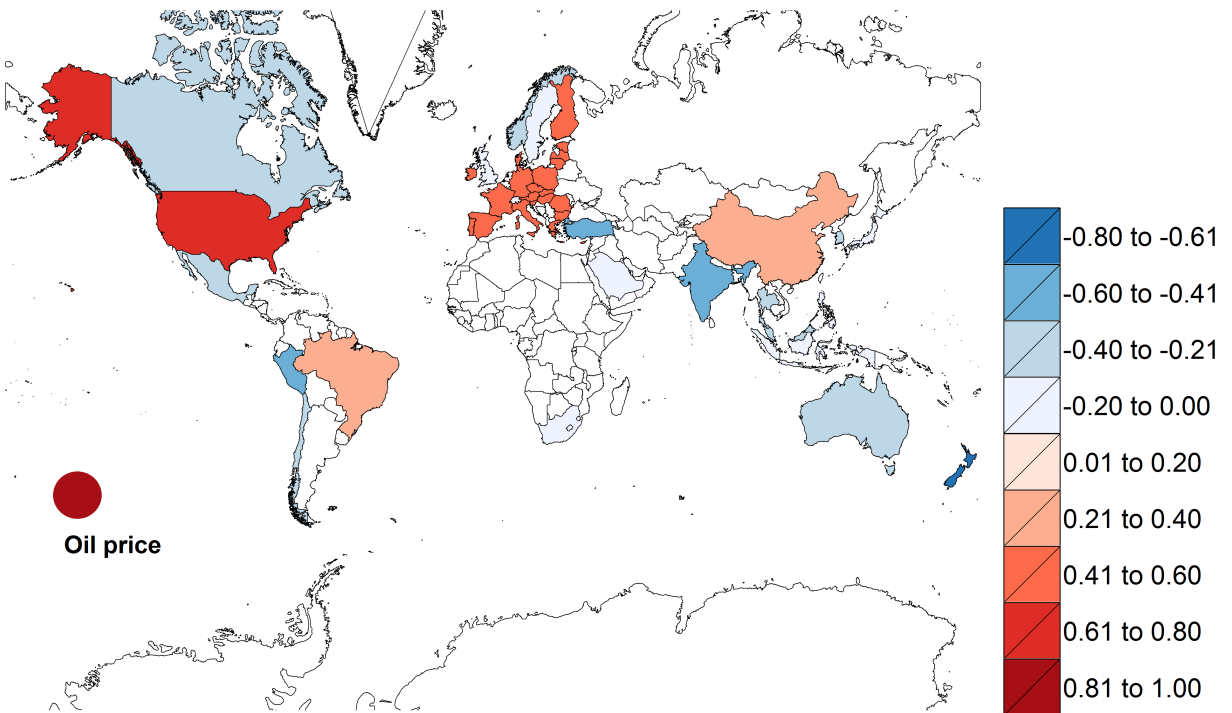 -0.80 to -0.61
-0.60 to -0.41
-0.40 to -0.21
-0.20 to 0.00
0.01 to 0.20
0.21 to 0.40
0.41 to 0.60
0.61 to 0.80
0.81 to 1.00
Oil price